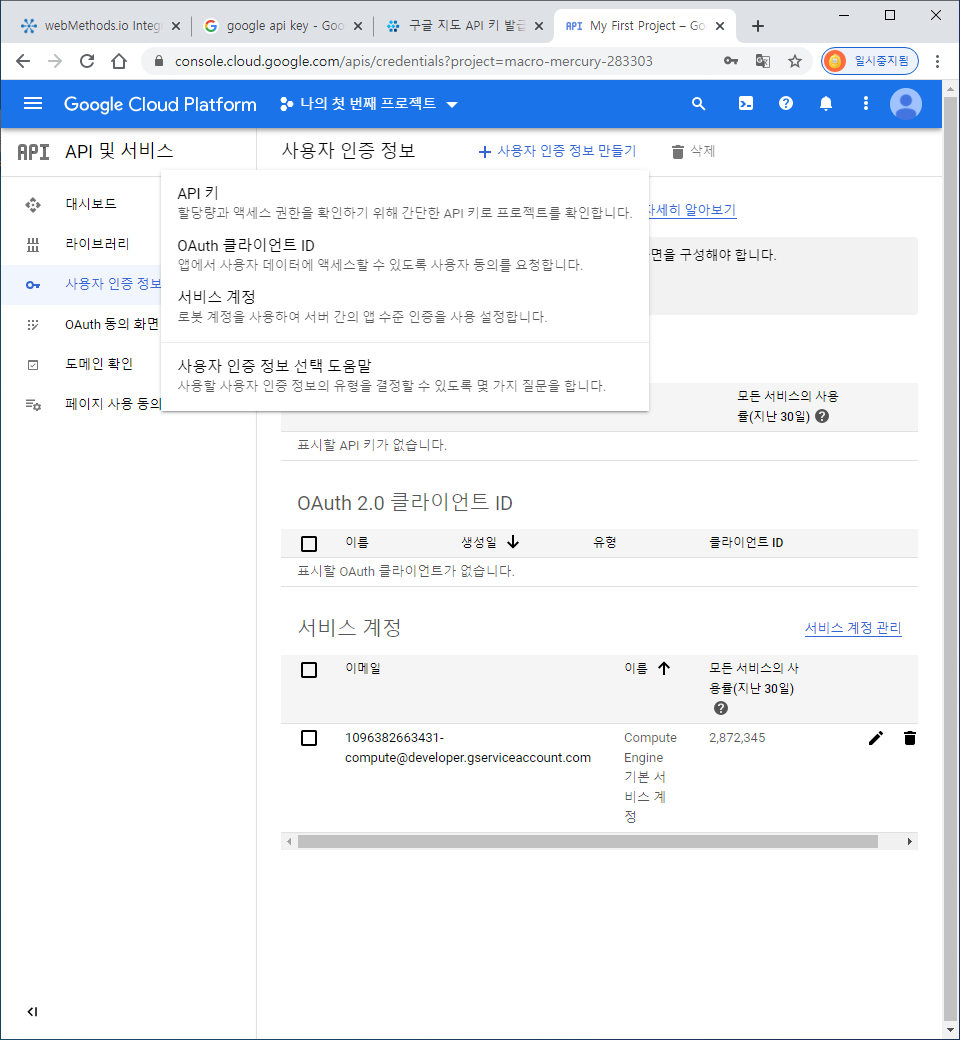 webMethods.io Integ
google api key - Goo
구글 지도 API 키 발급
API My First Project – Go
console.cloud.google.com/apis/credentials?project=macro-mercury-283303
일시중지됨
Google Cloud Platform
나의 첫 번째 프로젝트
API API 및 서비스
사용자 인증 정보
+ 사용자 인증 정보 만들기
삭제
대시보드
라이브러리
사용자 인증 정보
OAuth 동의 화면
도메인 확인
페이지 사용 동의
API 키
할당량과 액세스 권한을 확인하기 위해 간단한 API 키로 프로젝트를 확인합니다.
OAuth 클라이언트 ID
앱에서 사용자 데이터에 액세스할 수 있도록 사용자 동의를 요청합니다.
서비스 계정
로봇 계정을 사용하여 서버 간의 앱 수준 인증을 사용 설정합니다.
사용자 인증 정보 선택 도움말
사용할 사용자 인증 정보의 유형을 결정할 수 있도록 몇 가지 질문을 합니다.
자세히 알아보기
면을 구성해야 합니다.
모든 서비스의 사용
률(지난 30일)
표시할 API 키가 없습니다.
OAuth 2.0 클라이언트 ID
이름 생성일 유형 클라이언트 ID
표시할 OAuth 클라이언트가 없습니다.
서비스 계정
서비스 계정 관리
이메일
이름
모든 서비스의 사
용률(지난 30일)
1096382663431-
compute@developer.gserviceaccount.com
Compute
Engine
기본 서
비스 계
정
2,872,345